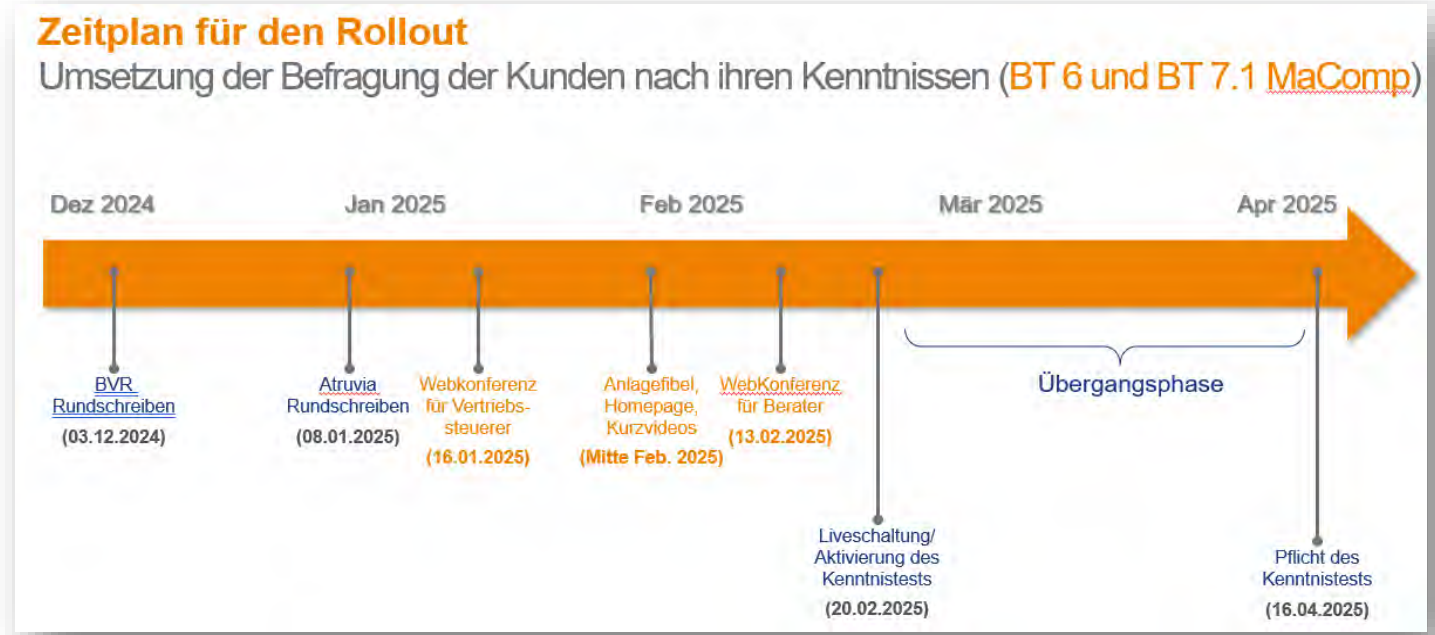 Zeitplan für den Rollout
Umsetzung der Befragung der Kunden nach ihren Kenntnissen (BT 6 und BT 7.1 MaComp)
Dez 2024
Jan 2025
Feb 2025
Mär 2025
Apr 2025
BVR
Rundschreiben
(03.12.2024)
Atruvia
Rundschreiben
(08.01.2025)
Webkonferenz
für Vertriebs-
steuerer
(16.01.2025)
Anlagefibel,
Homepage,
Kurzvideos
(Mitte Feb. 2025)
WebKonferenz
für Berater
(13.02.2025)
Liveschaltung/
Aktivierung des
Kenntnistests
(20.02.2025)
Übergangsphase
Pflicht des
Kenntnistests
(16.04.2025)